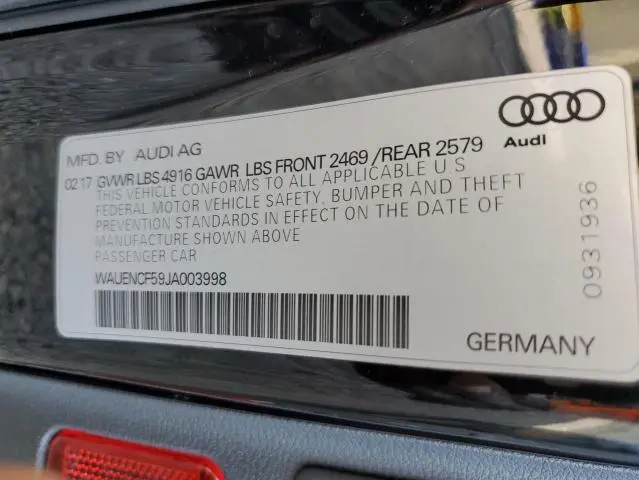 MFD. BY AUDI AG
Audi
02 17 GVWR LBS 4916 GAWR LBS FRONT 2469 /REAR 2579
THIS VEHICLE CONFORMS TO ALL APPLICABLE U.S
FEDERAL MOTOR VEHICLE SAFETY, BUMPER AND THEFT
PREVENTION STANDARDS IN EFFECT ON THE DATE OF
MANUFACTURE SHOWN ABOVE
PASSENGER CAR
WAUENCF59JA003998
0931936
GERMANY